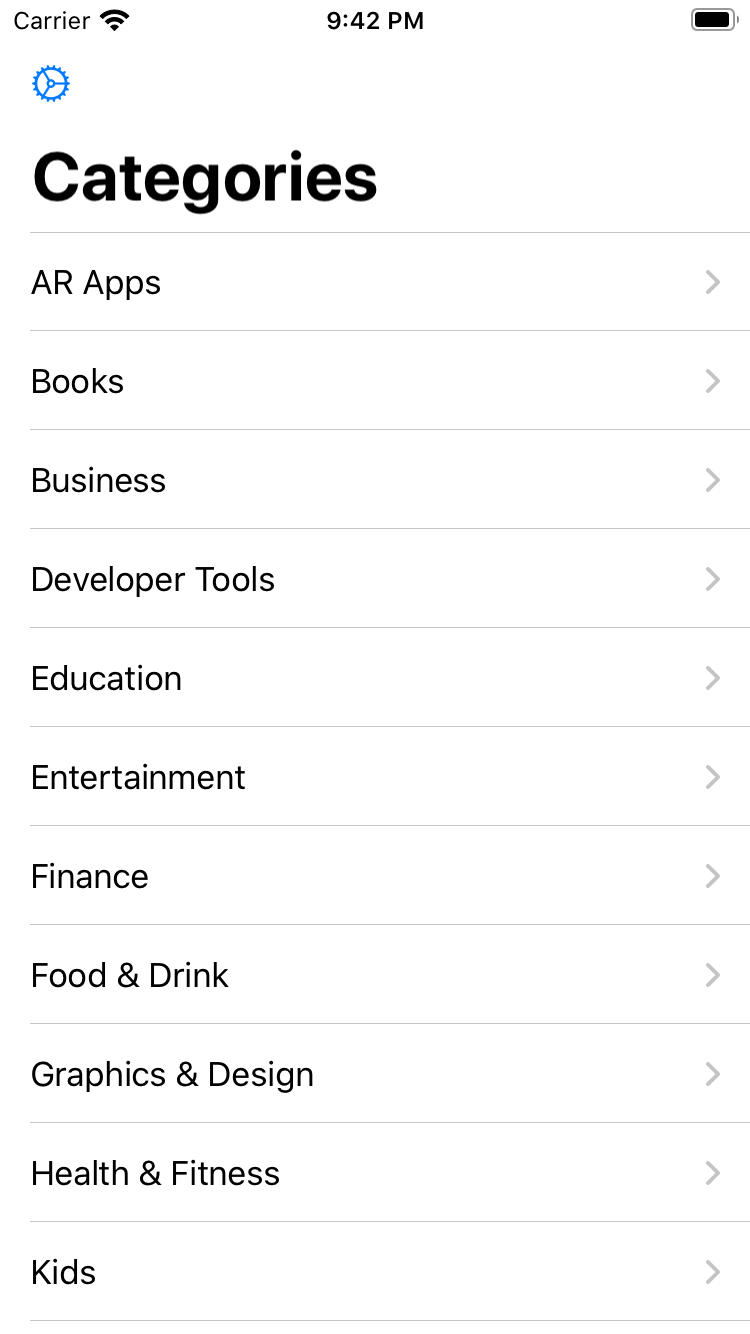 Carrier 9:42 PM
Categories
AR Apps
Books
Business
Developer Tools
Education
Entertainment
Finance
Food & Drink
Graphics & Design
Health & Fitness
Kids